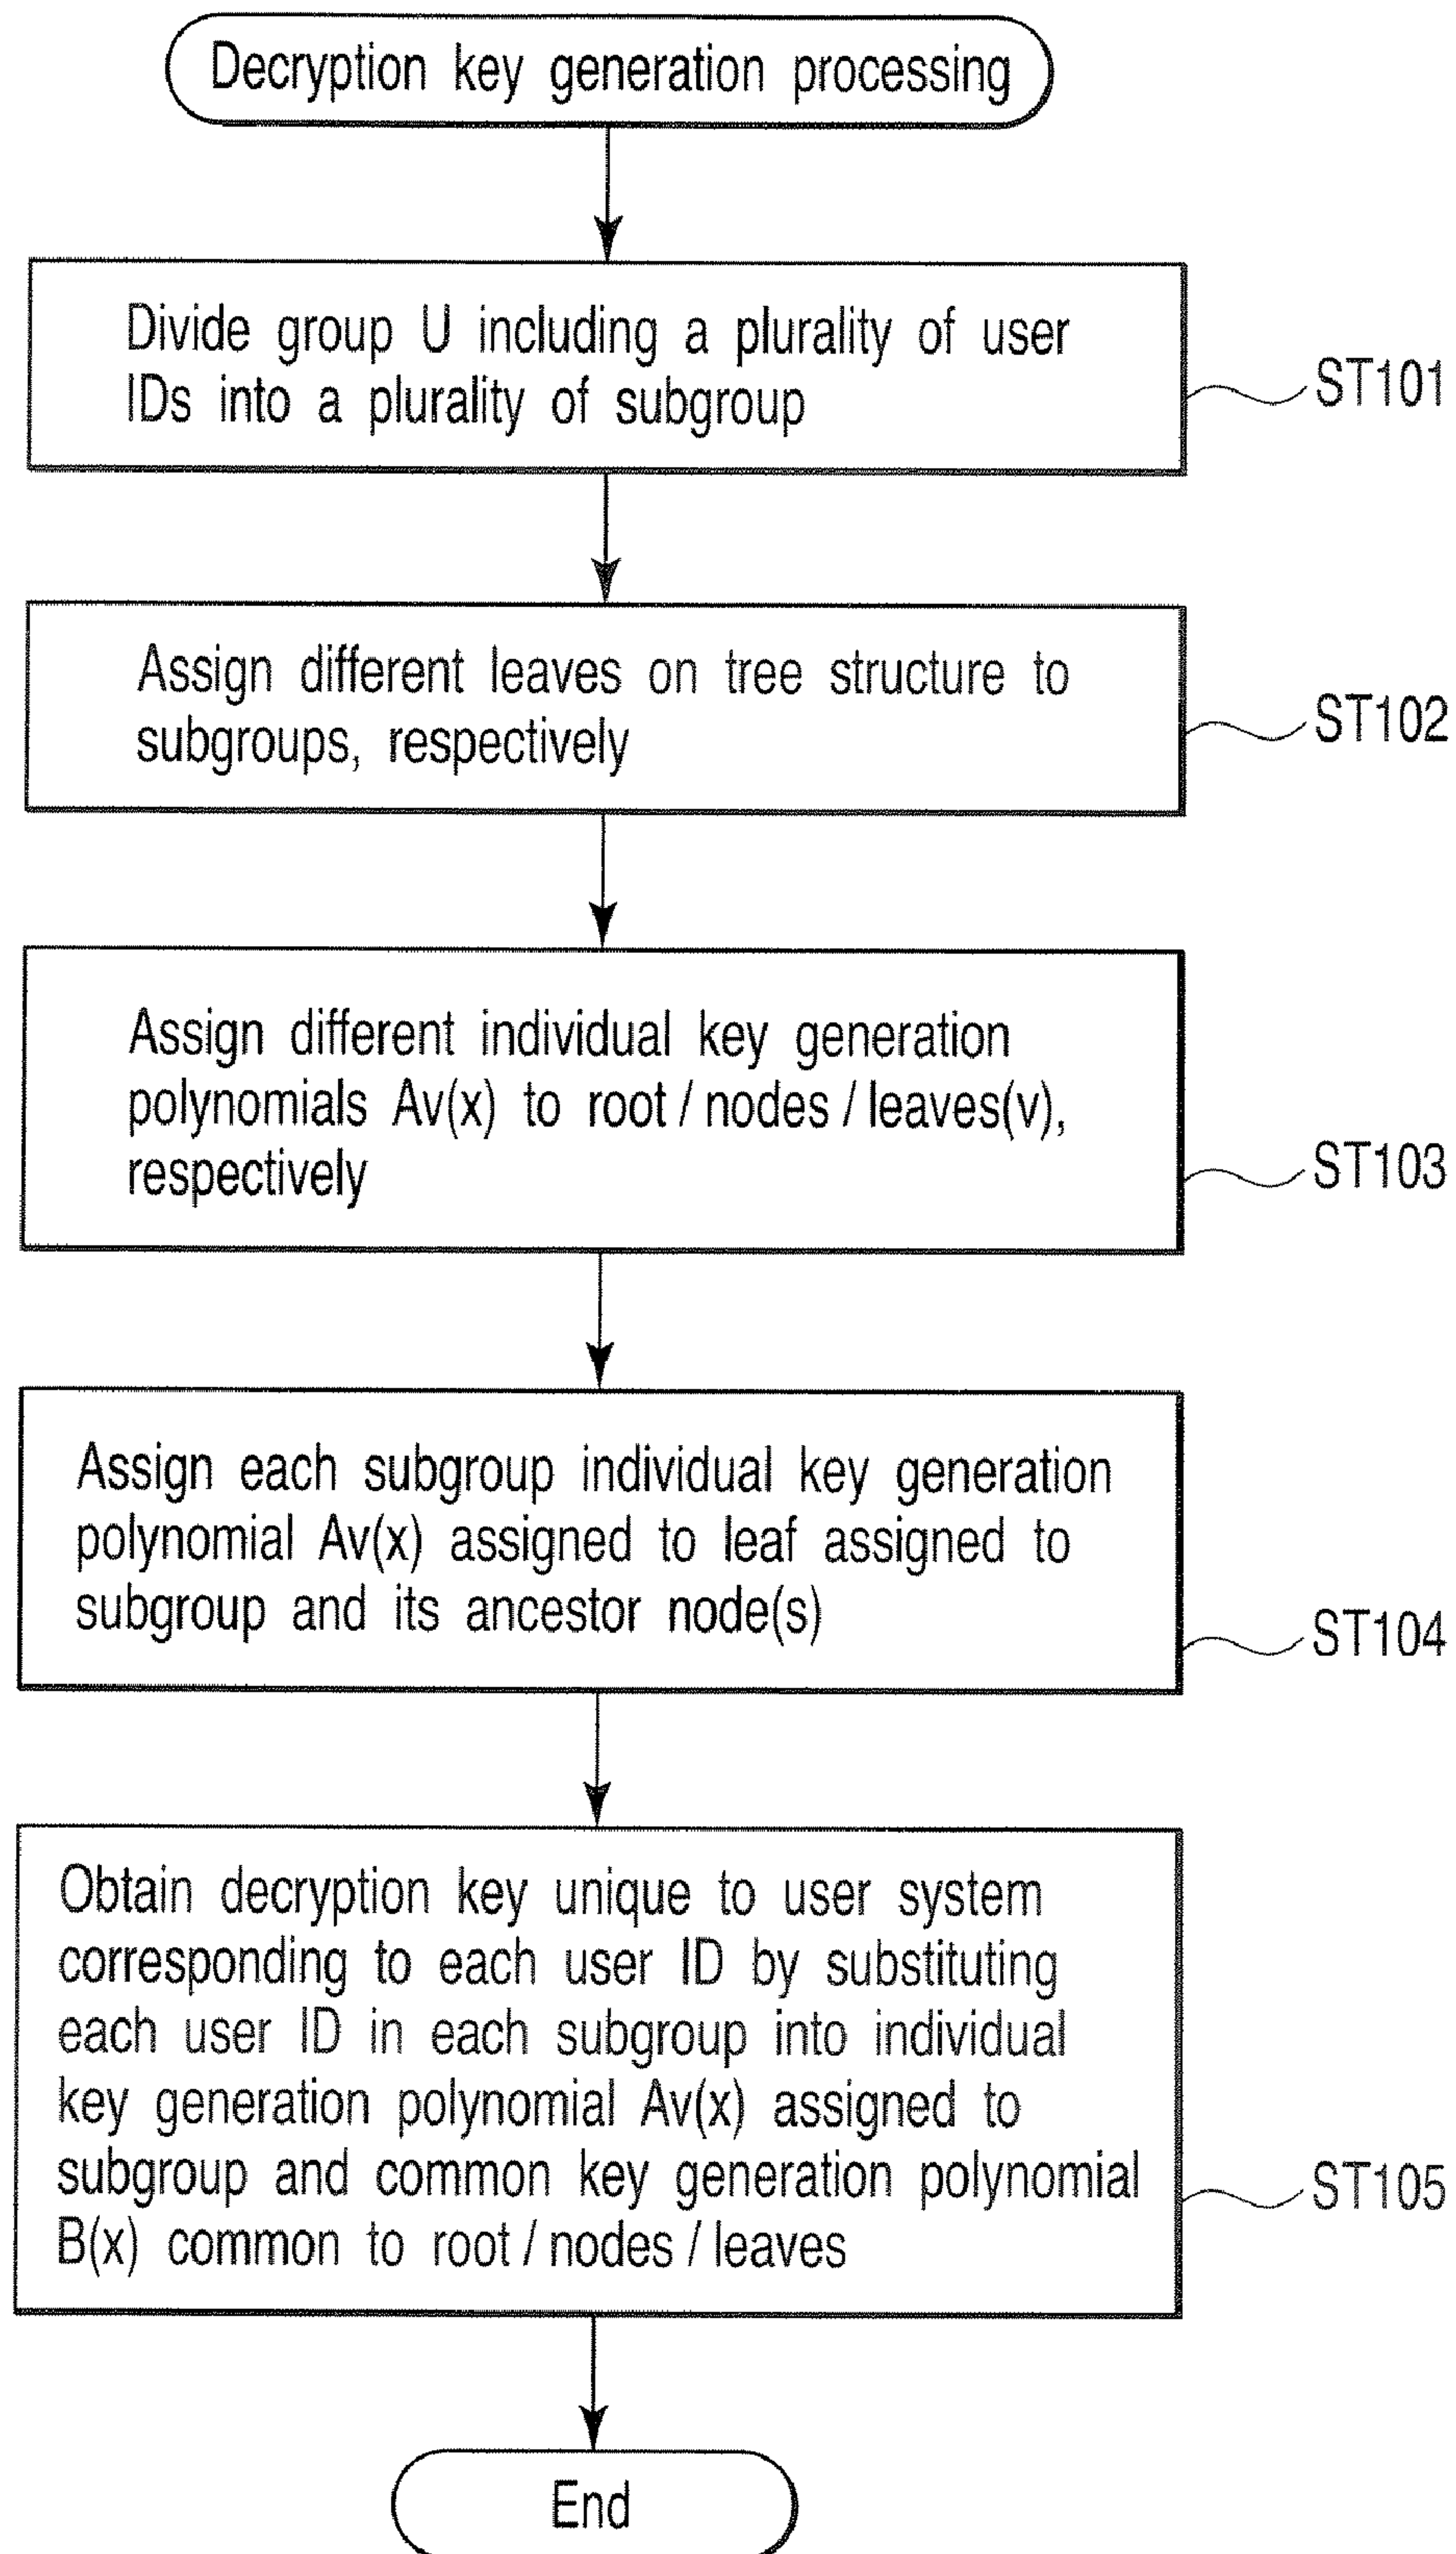 Decryption key generation processing
Divide group U including a plurality of user
IDs into a plurality of subgroup
ST101
Assign different leaves on tree structure to
subgroups, respectively
ST102
Assign different individual key generation
polynomials Av(x) to root / nodes / leaves(v),
respectively
ST103
Assign each subgroup individual key generation
polynomial Av(x) assigned to leaf assigned to
subgroup and its ancestor node(s)
ST104
Obtain decryption key unique to user system
corresponding to each user ID by substituting
each user ID in each subgroup into individual
key generation polynomial Av(x) assigned to
subgroup and common key generation polynomial
B(x) common to root / nodes / leaves
ST105
End